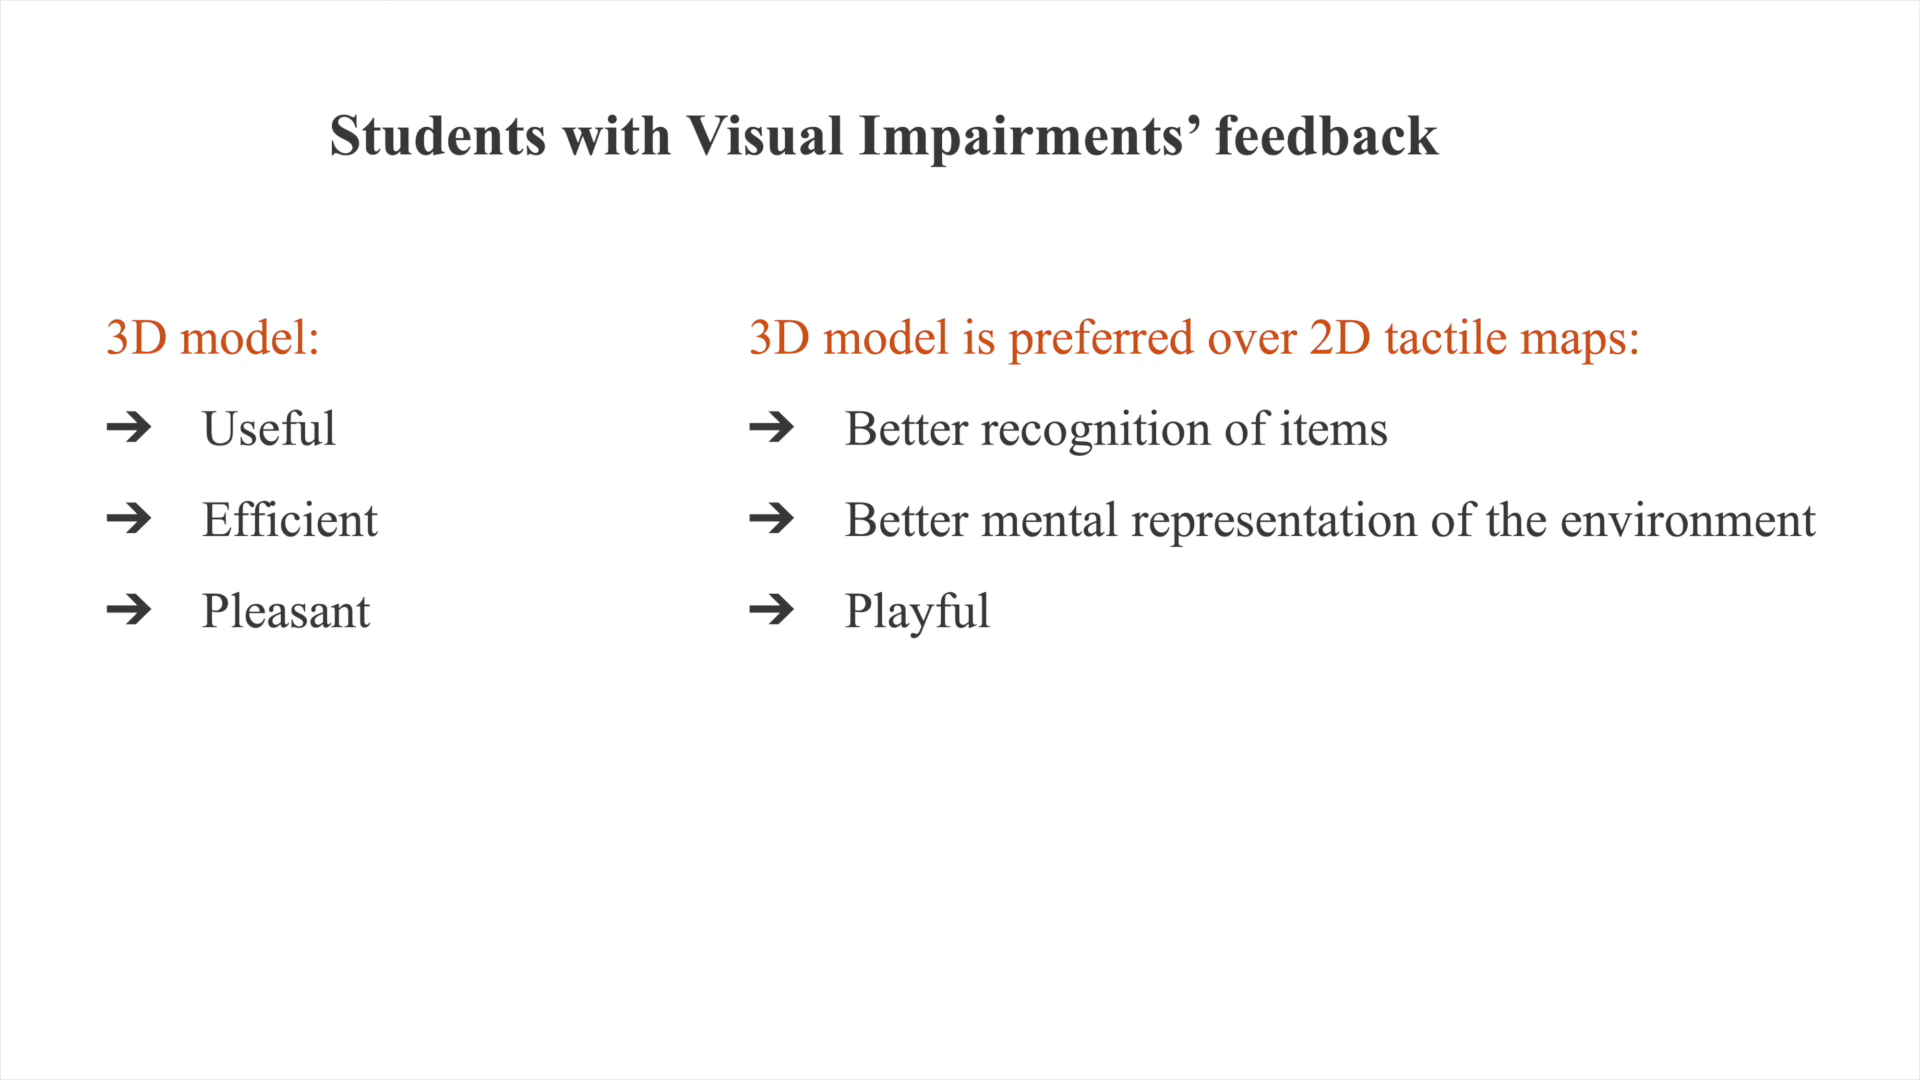 Students with Visual Impairments’ feedback
3D model:
➔ Useful
➔ Efficient
➔ Pleasant
3D model is preferred over 2D tactile maps:
➔ Better recognition of items
➔ Better mental representation of the environment
➔ Playful